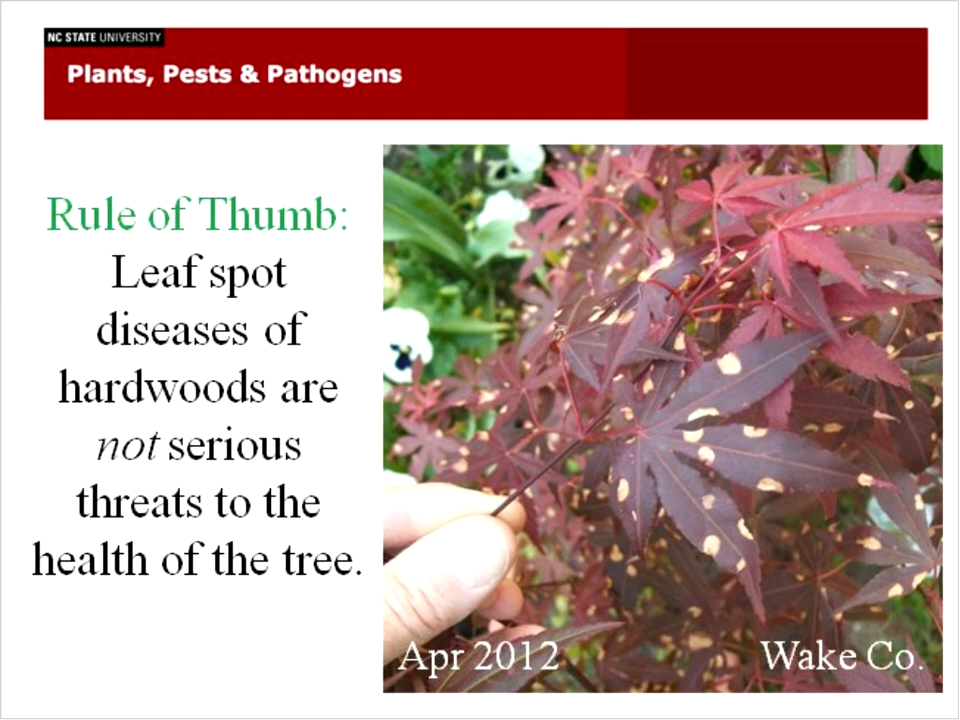 NC STATE UNIVERSITY
Plants, Pests & Pathogens
Rule of Thumb:
Leaf spot
diseases of
hardwoods are
not serious
threats to the
health of the tree.
Apr 2012
Wake Co.